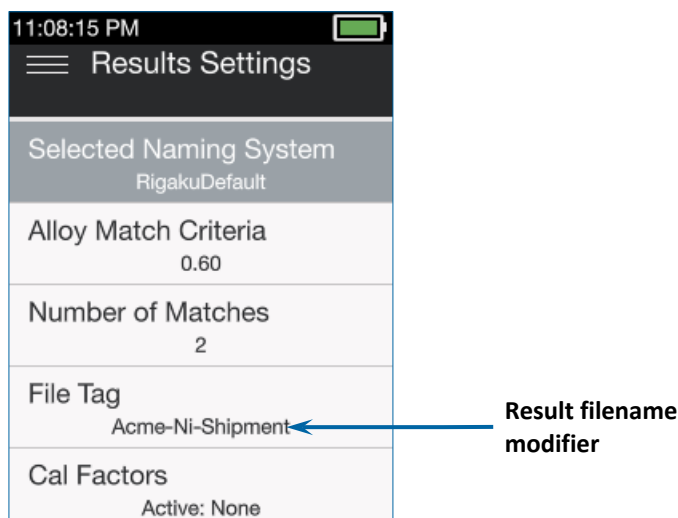 11:08:15 PM
Results Settings
Selected Naming System
RigakuDefault
Alloy Match Criteria
0.60
Number of Matches
2
File Tag
Acme-Ni-Shipment
Result filename
modifier
Cal Factors
Active: None